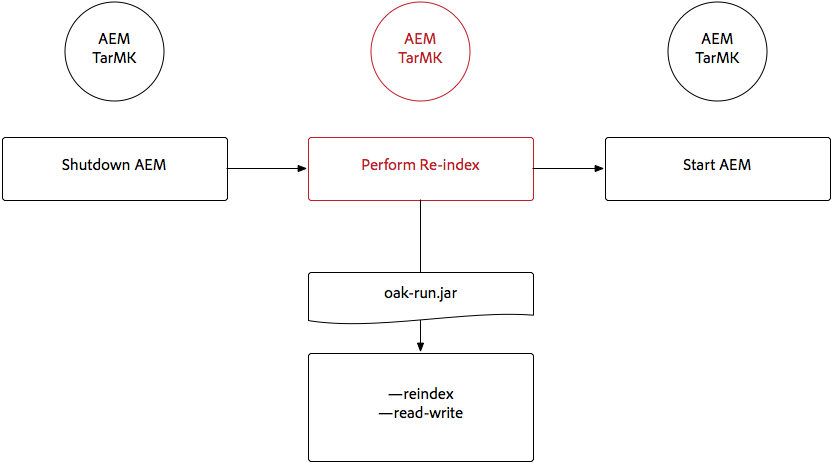 AEM
TarMK
AEM
TarMK
AEM
TarMK
Shutdown AEM
Perform Re-index
Start AEM
oak-run.jar
—reindex
—read-write